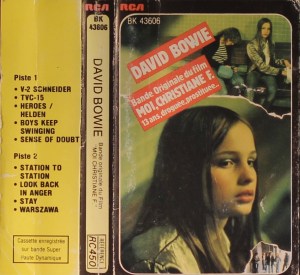 RCA
BK
43606
Piste 1
• V-2 SCHNEIDER
• TVC-15
• HEROES /
HELDEN
• BOYS KEEP
SWINGING
• SENSE OF DOUBT
Piste 2
• STATION TO
STATION
• LOOK BACK
IN ANGER
• STAY
• WARSZAWA
Cassette enregistrée
sur bande Super
Haute Dynamique
DAVID BOWIE
Bande originale du Film
"MOI, CHRISTIANE F."
RC450
RCA
BK 43606
DAVID BOWIE
Bande Originale du film
MOI, CHRISTIANE F.
13 ans, droguée, prostituée...